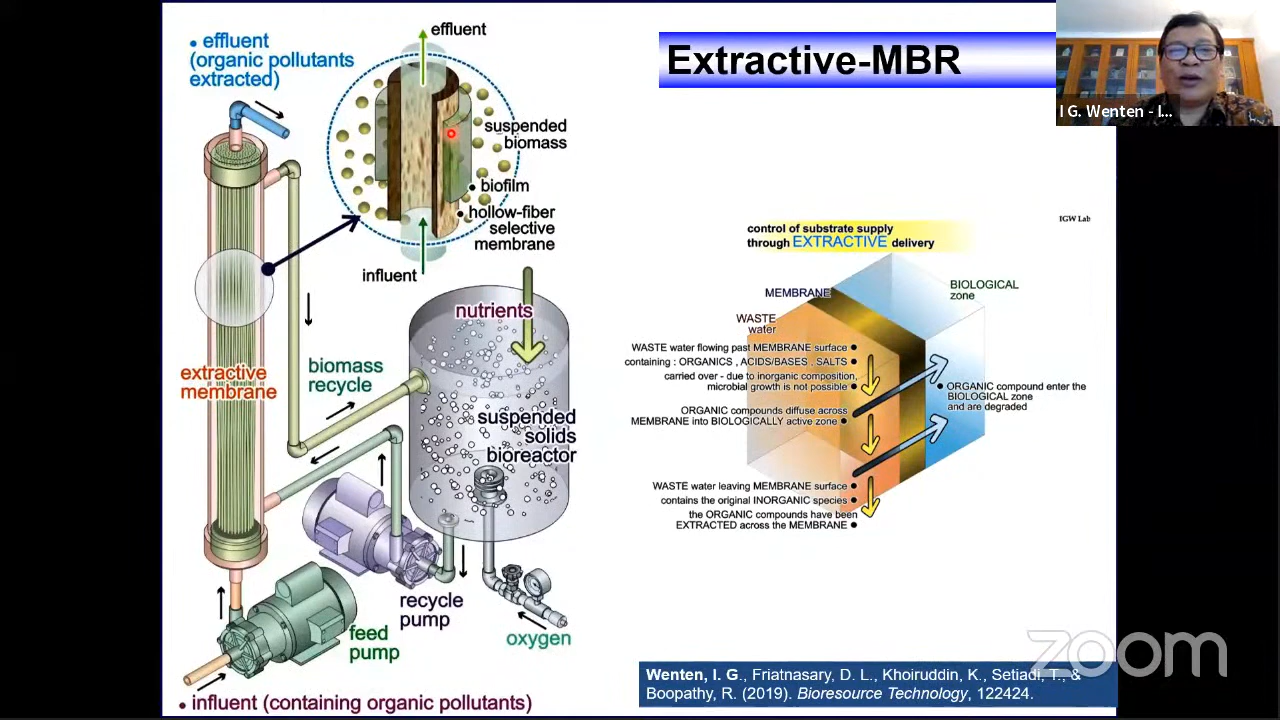 Extractive-MBR
I G. Wenten - I...
• effluent
(organic pollutants
extracted)
effluent
suspended
biomass
• biofilm
• hollow-fiber
selective
membrane
influent
nutrients
extractive
membrane
biomass
recycle
suspended
solids
bioreactor
recycle
pump
feed
pump
oxygen
• influent (containing organic pollutants)
IGW Lab
control of substrate supply
through EXTRACTIVE delivery
MEMBRANE
BIOLOGICAL
zone
WASTE
water
WASTE water flowing past MEMBRANE surface •
containing : ORGANICS , ACIDS/BASES , SALTS •
carried over - due to inorganic composition,
microbial growth is not possible •
ORGANIC compounds diffuse across
MEMBRANE into BIOLOGICALLY active zone •
• ORGANIC compound enter the
BIOLOGICAL zone
and are degraded
WASTE water leaving MEMBRANE surface •
contains the original INORGANIC species •
the ORGANIC compounds have been
EXTRACTED across the MEMBRANE •
zoom
Wenten, I. G., Friatnasary, D. L., Khoiruddin, K., Setiadi, T., &
Boopathy, R. (2019). Bioresource Technology, 122424.